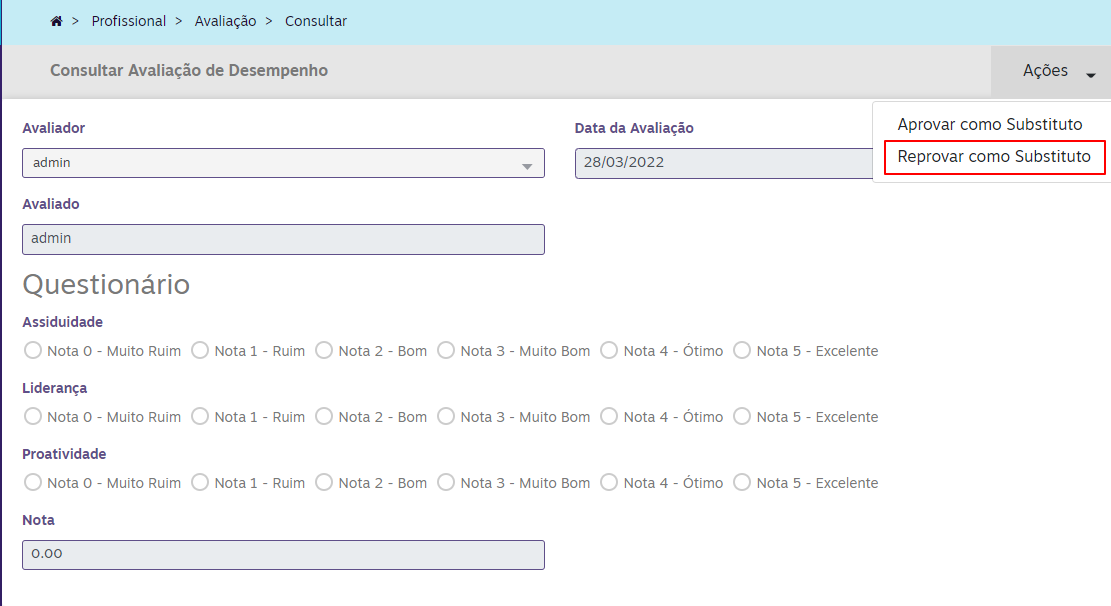 > Profissional > Avaliação > Consultar
Consultar Avaliação de Desempenho
Ações
Aprovar como Substituto
Reprovar como Substituto
Avaliador
Data da Avaliação
admin
28/03/2022
Avaliado
admin
Questionário
Assiduidade
Nota 0 - Muito Ruim Nota 1 - Ruim Nota 2 - Bom Nota 3 - Muito Bom Nota 4 - Ótimo Nota 5 - Excelente
Liderança
Nota 0 - Muito Ruim Nota 1 - Ruim Nota 2 - Bom Nota 3 - Muito Bom Nota 4 - Ótimo Nota 5 - Excelente
Proatividade
Nota 0 - Muito Ruim Nota 1 - Ruim Nota 2 - Bom Nota 3 - Muito Bom Nota 4 - Ótimo Nota 5 - Excelente
Nota
0.00